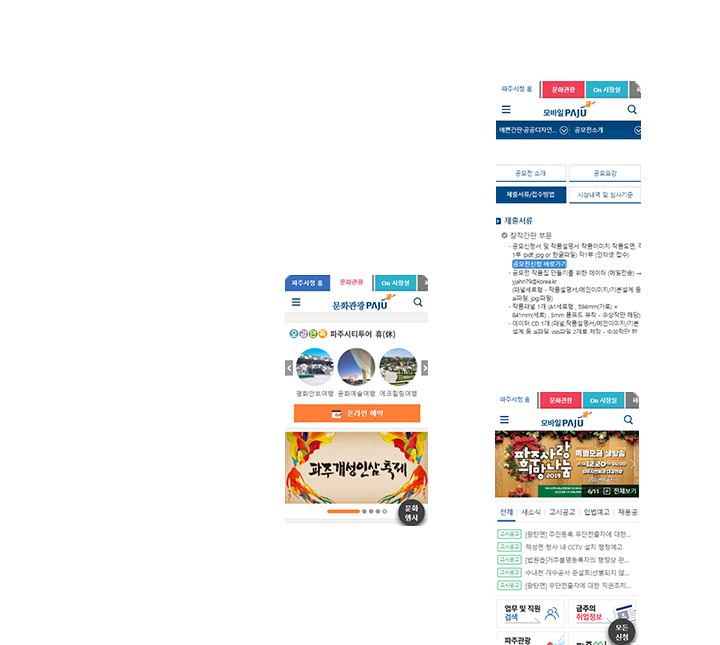 파주시청 홈
문화관광
On 시장실
모바일 PAJU
예쁜간판·공공디자인...
공모전소개
공모전 소개
공모요강
제출서류/접수방법
시상내역 및 심사기준
제출서류
창작간판 부문
- 공모신청서 및 작품설명서 작품이미지 작품도면, 각
1부 (pdf, jpg or 한글파일) 각1부 (인터넷 접수)
공모전신청 바로가기
- 공모전 작품집 만들기를 위한 데이터 (메일전송) →
yjahn79@korea.kr
(패널세로형 - 작품설명서/메인이미지/기본설계 등
ai파일, jpg파일)
- 작품패널 1개 (A1세로형 , 594mm(가로) ×
841mm(세로) , 5mm 폼보드 부착 - 수상작만 해당)
- 데이터 CD 1개 (패널,작품설명서/메인이미지/기본
설계 등 ai파일, jpg파일 2개로 저장 - 수상작만 해
파주시청 홈
문화관광
On 시장실
문화관광 PAJU
오감만족 파주시티투어 휴(休)
평화안보여행
문화예술여행
에코힐링여행
온라인 예약
파주개성인삼축제
문화
행사
파주시청 홈
문화관광
On 시장실
파
모바일 PAJU
파주사랑
희망나눔
2019
특별모금 생방송
12.20
14:00
6/11
전체보기
전체
새소식
고시공고
입법예고
채용공
고시공고 [광탄면] 주민등록 무단전출자에 대한...
고시공고 적성면 청사 내 CCTV 설치 행정예고
고시공고 [법원읍]거주불명등록자의 행정상 관...
고시공고 수내천 개수공사 준설토(선별되지 않...
고시공고 [광탄면] 무단전출자에 대한 직권조치...
업무 및 직원
검색
금주의
취업정보
모든
신청
파주관광